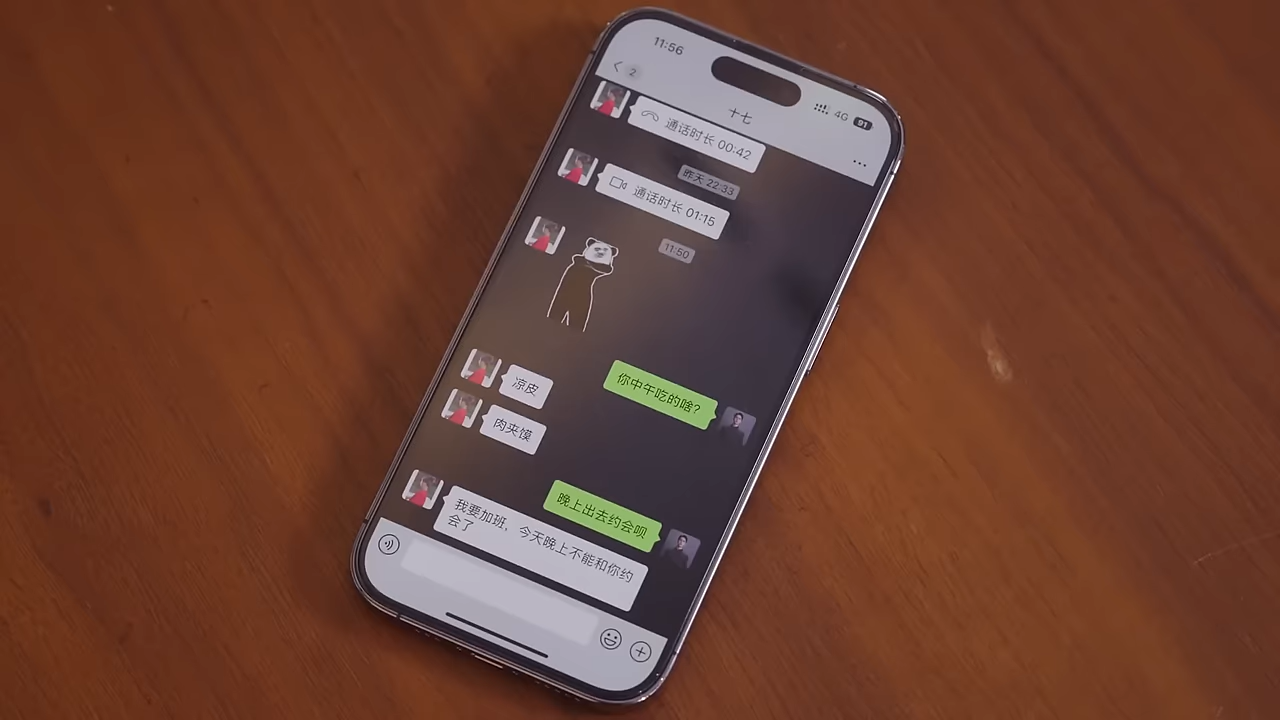 11:56
4G 91
2
十七
通话时长 00:42
昨天 22:33
通话时长 01:15
11:50
你中午吃的啥?
凉皮
肉夹馍
晚上出去约会呗
我要加班，今天晚上不能和你约
会了